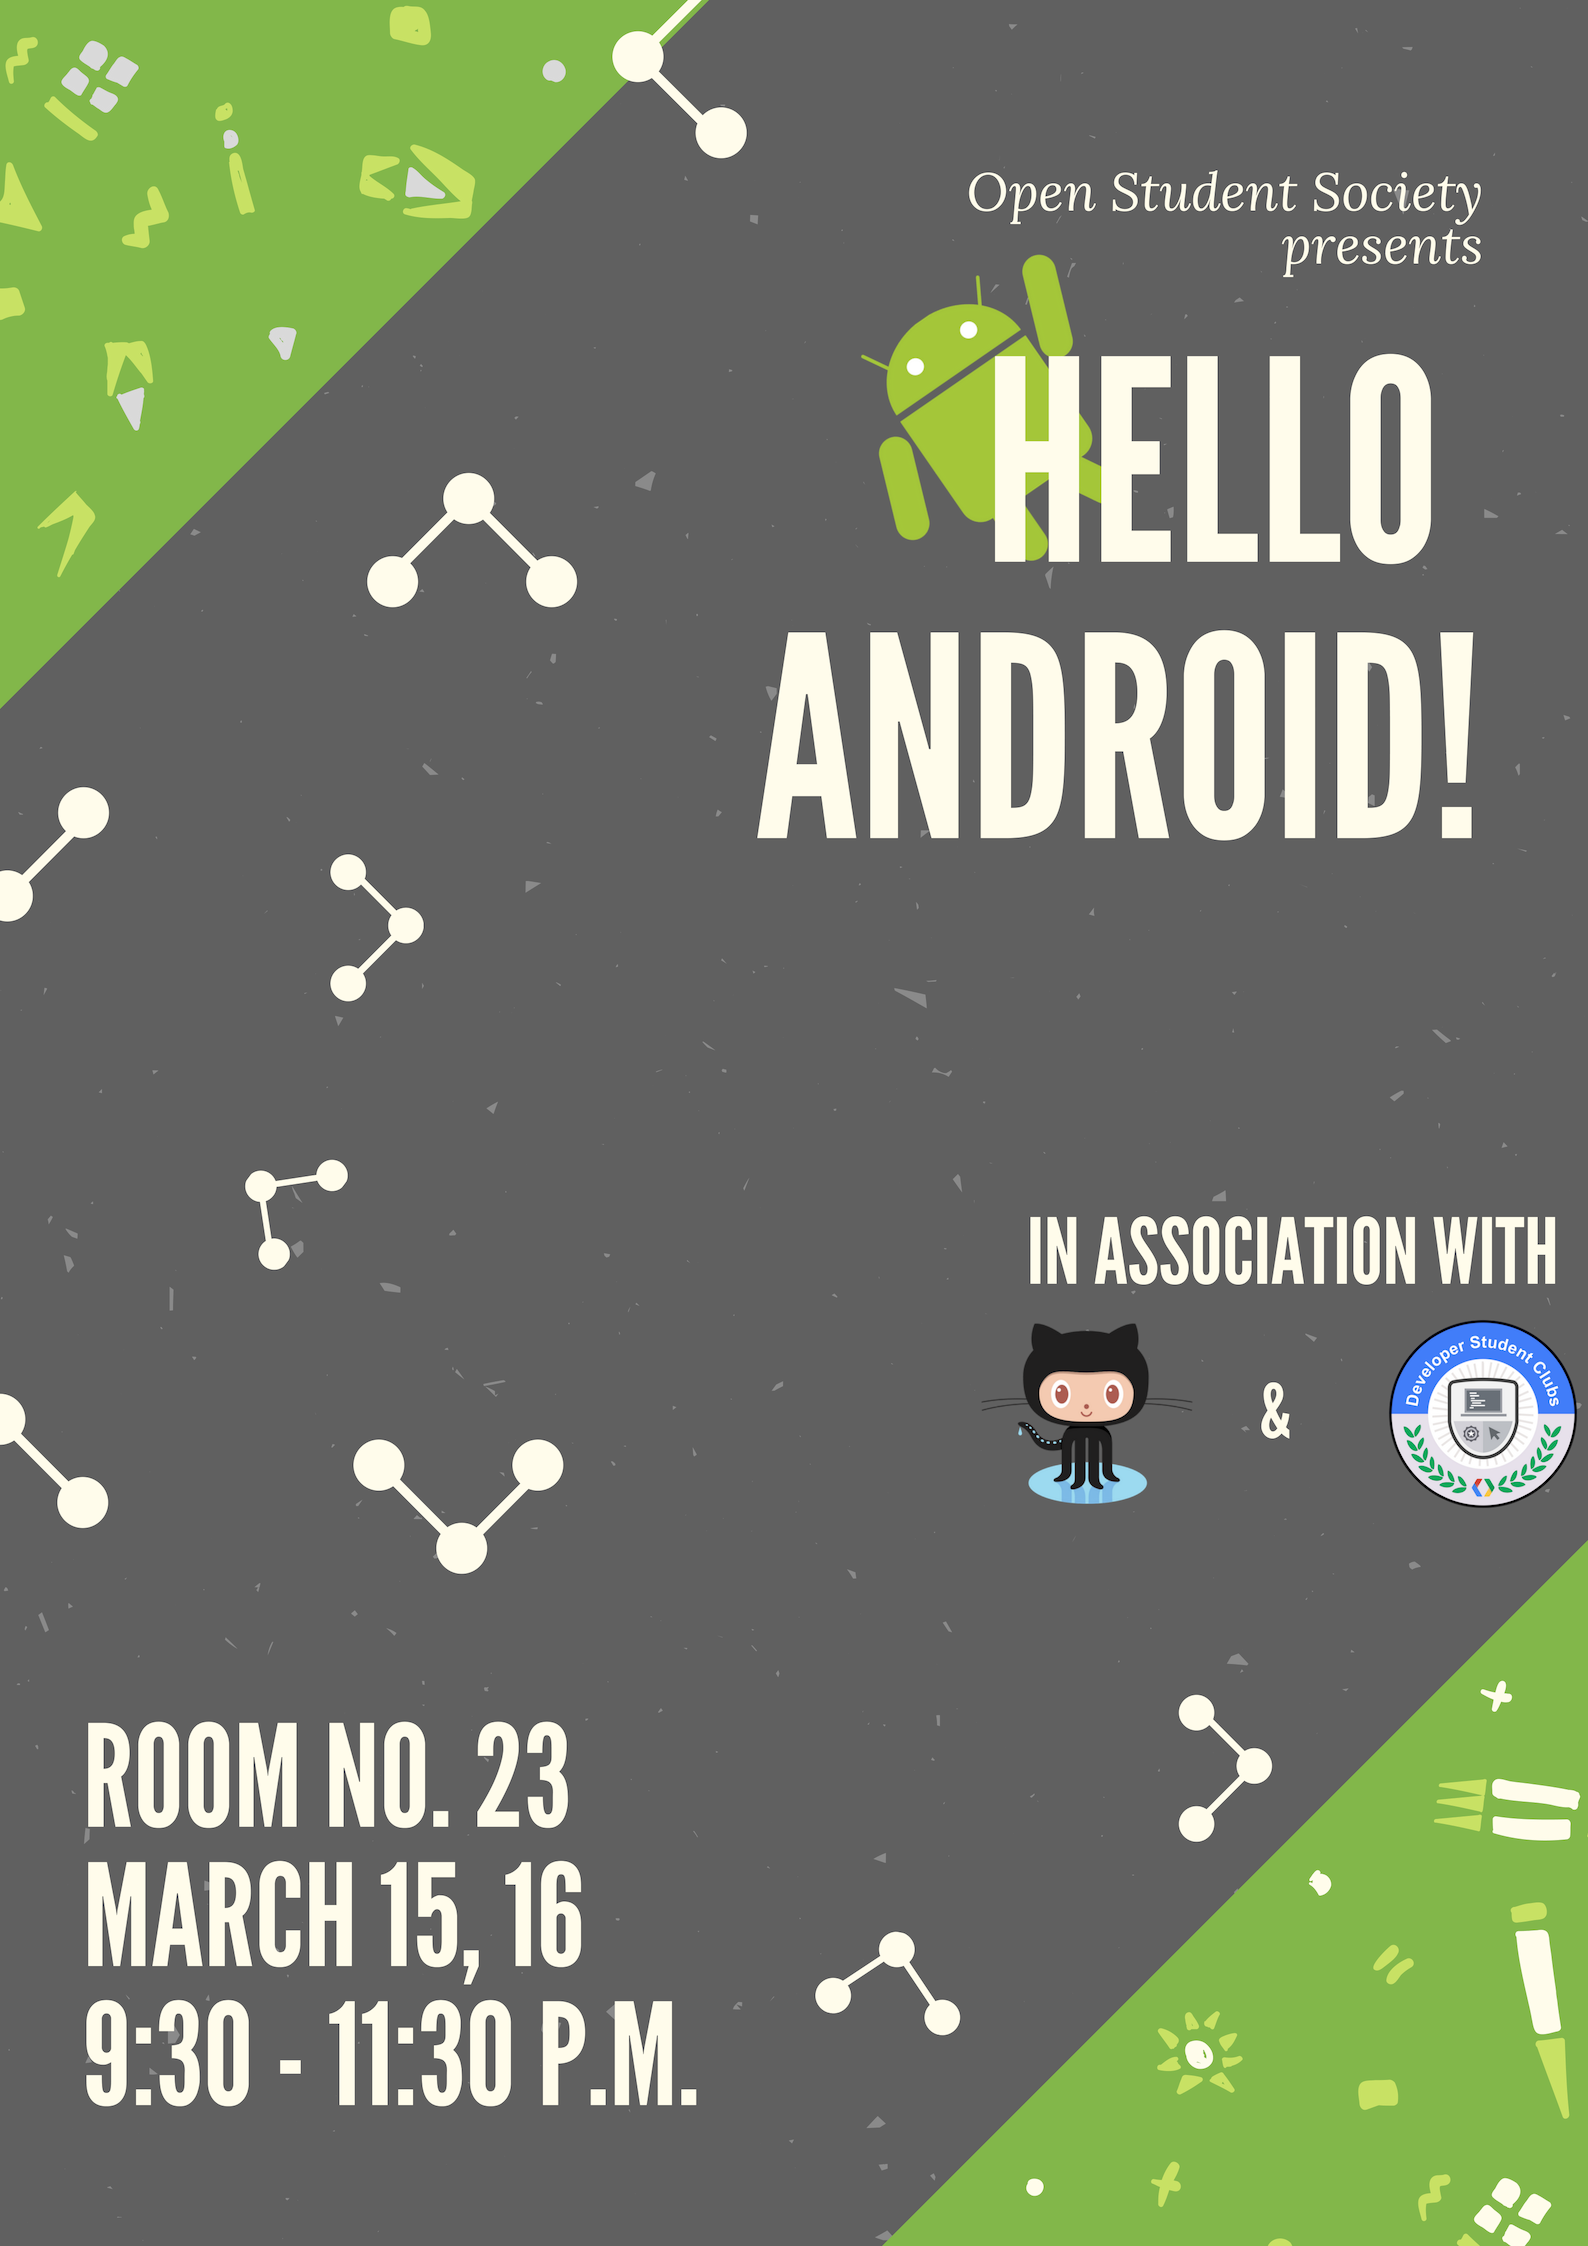 Open Student Society
presents
HELLO
ANDROID!
IN ASSOCIATION WITH
&
Developer Student Clubs
ROOM NO. 23
MARCH 15, 16
9:30 - 11:30 P.M.